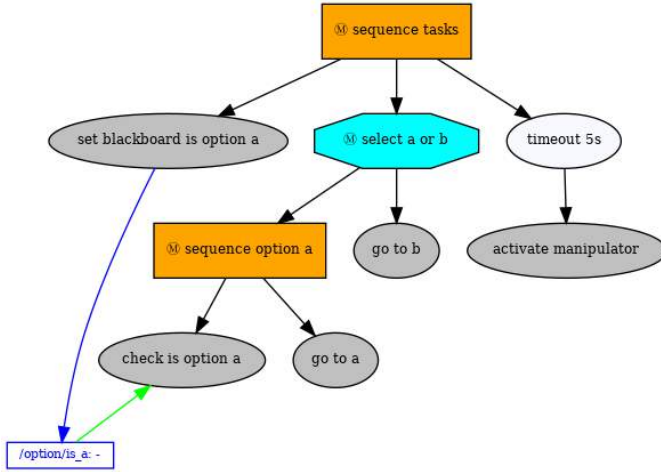 Ⓜ sequence tasks
set blackboard is option a
Ⓜ select a or b
timeout 5s
Ⓜ sequence option a
go to b
activate manipulator
check is option a
go to a
/option/is_a: -